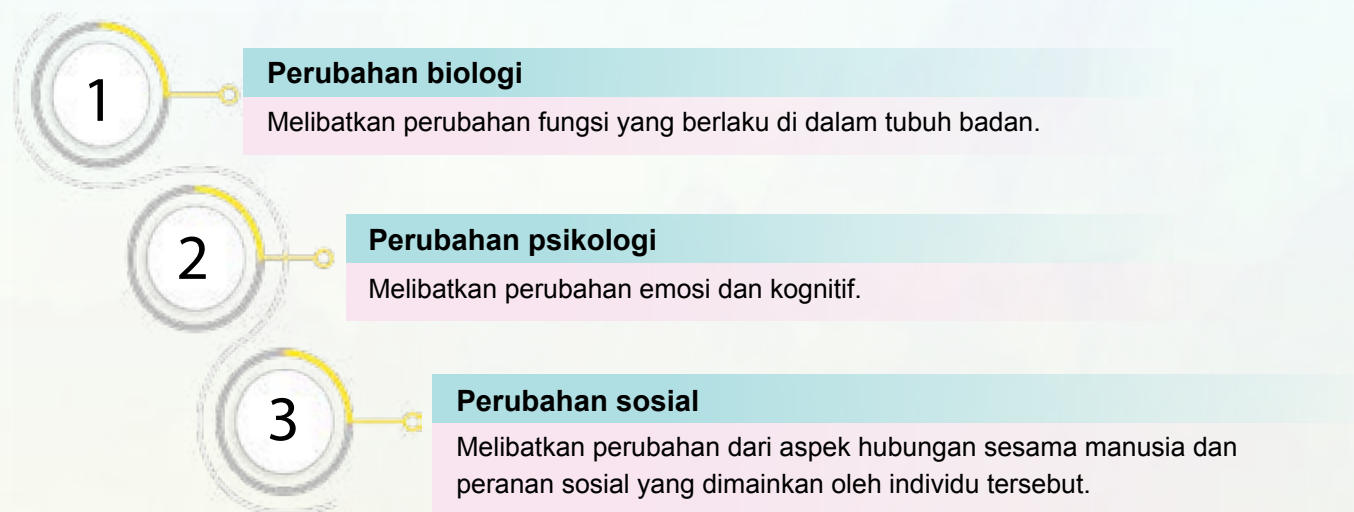 1
Perubahan biologi
Melibatkan perubahan fungsi yang berlaku di dalam tubuh badan.
2
Perubahan psikologi
Melibatkan perubahan emosi dan kognitif.
3
Perubahan sosial
Melibatkan perubahan dari aspek hubungan sesama manusia dan
peranan sosial yang dimainkan oleh individu tersebut.